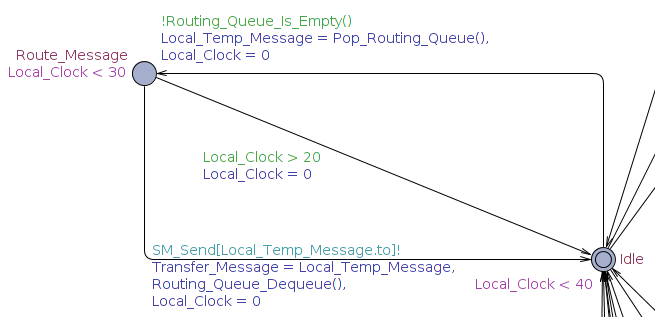 !Routing_Queue_Is_Empty()
Local_Temp_Message = Pop_Routing_Queue(),
Local_Clock = 0
Route_Message
Local_Clock < 30
Local_Clock > 20
Local_Clock = 0
SM_Send[Local_Temp_Message.to]!
Transfer_Message = Local_Temp_Message,
Routing_Queue_Dequeue(),
Local_Clock = 0
Idle
Local_Clock < 40